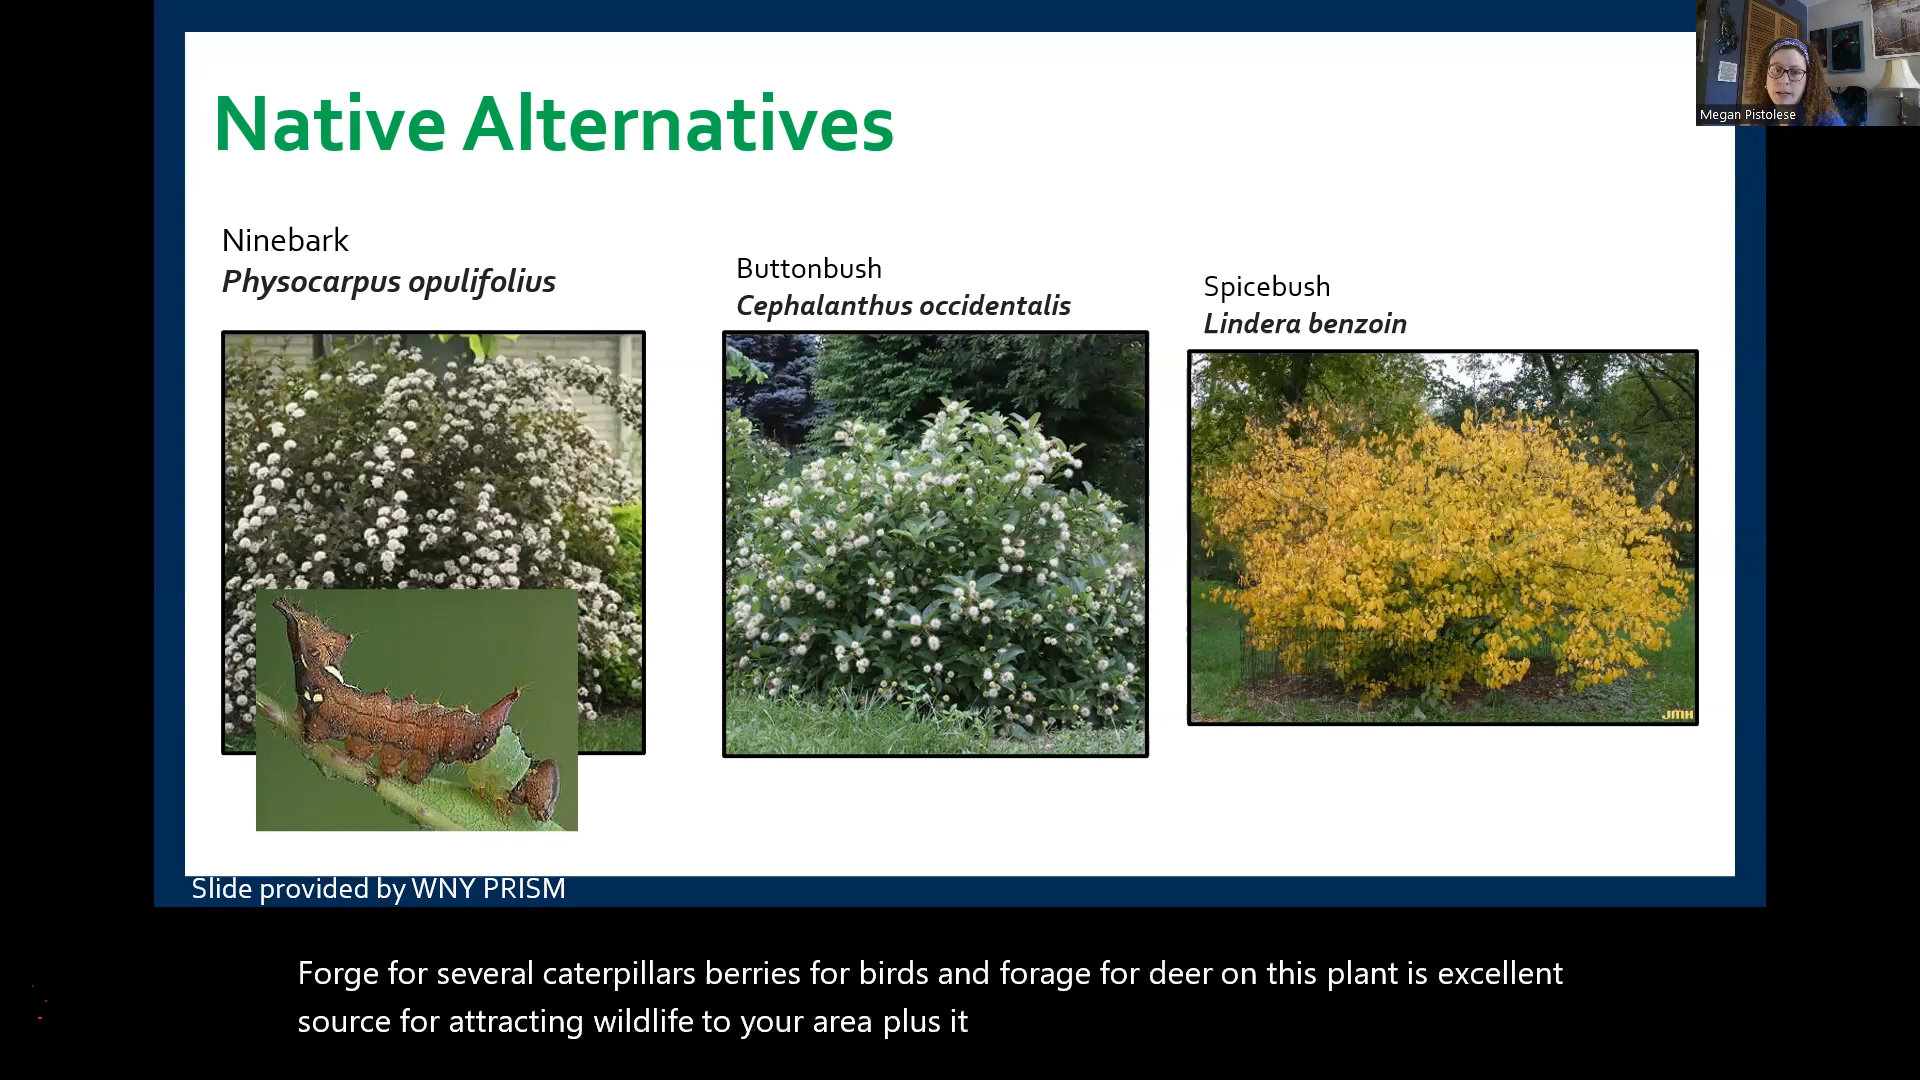 Native Alternatives
Megan Pistolese
Ninebark
Physocarpus opulifolius
Buttonbush
Cephalanthus occidentalis
Spicebush
Lindera benzoin
JMH
Slide provided by WNY PRISM
Forge for several caterpillars berries for birds and forage for deer on this plant is excellent
source for attracting wildlife to your area plus it